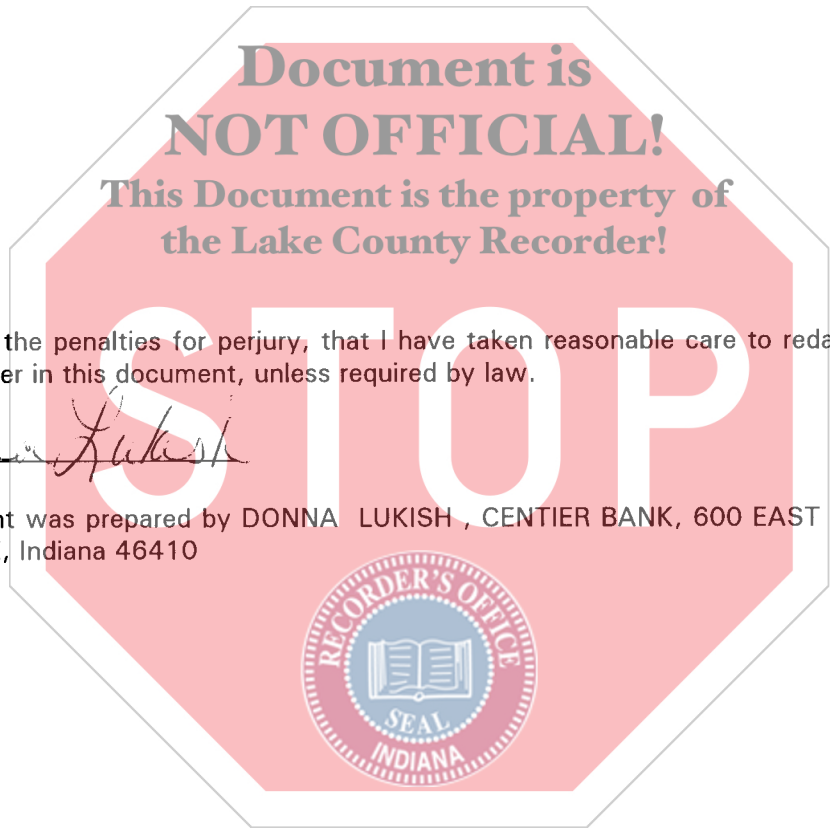 Document is
NOT OFFICIAL!
This Document is the property of
the Lake County Recorder!
STOP
the penalties for perjury, that I have taken reasonable care to reda
er in this document, unless required by law.
Lukish
nt was prepared by DONNA LUKISH , CENTIER BANK, 600 EAST
, Indiana 46410
RECORDER'S OFFICE
SEAL
INDIANA